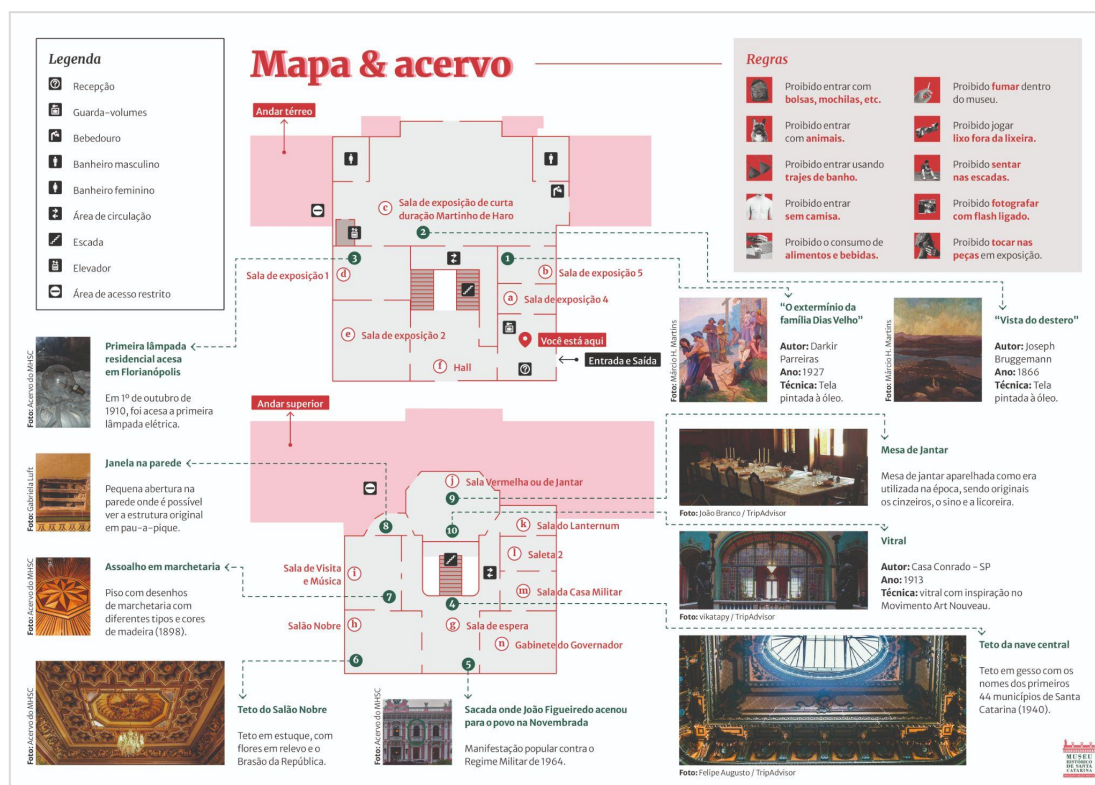 Mapa & acervo
Legenda
Recepção
Guarda-volumes
Bebedouro
Banheiro masculino
Banheiro feminino
Área de circulação
Escada
Elevador
Área de acesso restrito
Regras
Proibido entrar com
bolsas, mochilas, etc.
Proibido entrar
com animais.
Proibido entrar usando
trajes de banho.
Proibido entrar
sem camisa.
Proibido o consumo de
alimentos e bebidas.
Proibido fumar dentro
do museu.
Proibido jogar
lixo fora da lixeira.
Proibido sentar
nas escadas.
Proibido fotografar
com flash ligado.
Proibido tocar nas
peças em exposição.
Andar térreo
c
Sala de exposição de curta
duração Martinho de Haro
2
3
1
Sala de exposição 1
d
b
Sala de exposição 5
a
Sala de exposição 4
e
Sala de exposição 2
Você está aqui
Entrada e Saída
f
Hall
Foto: Acervo do MHSC
Primeira lâmpada
residencial acesa
em Florianópolis
Em 1º de outubro de
1910, foi acesa a primeira
lâmpada elétrica.
Foto: Márcio H. Martins
“O extermínio da
família Dias Velho”
Autor: Darkir
Parreiras
Ano: 1927
Técnica: Tela
pintada à óleo.
Foto: Márcio H. Martins
“Vista do destero”
Autor: Joseph
Bruggemann
Ano: 1866
Técnica: Tela
pintada à óleo.
Andar superior
j
Sala Vermelha ou de Jantar
9
8
10
k
Sala do Lanternum
l
Saleta 2
Sala de Visita
e Música
i
m
Sala da Casa Militar
7
4
Salão Nobre
h
g
Sala de espera
n
Gabinete do Governador
6
5
Foto: Gabriela Luft
Janela na parede
Pequena abertura na
parede onde é possível
ver a estrutura original
em pau-a-pique.
Foto: Acervo do MHSC
Assoalho em marchetaria
Piso com desenhos
de marchetaria com
diferentes tipos e cores
de madeira (1898).
Foto: Acervo do MHSC
Teto do Salão Nobre
Teto em estuque, com
flores em relevo e o
Brasão da República.
Foto: Acervo do MHSC
Sacada onde João Figueiredo acenou
para o povo na Novembrada
Manifestação popular contra o
Regime Militar de 1964.
Foto: João Branco / TripAdvisor
Mesa de Jantar
Mesa de jantar aparelhada como era
utilizada na época, sendo originais
os cinzeiros, o sino e a licoreira.
Foto: vikatapy / TripAdvisor
Vitral
Autor: Casa Conrado - SP
Ano: 1913
Técnica: vitral com inspiração no
Movimento Art Nouveau.
Foto: Felipe Augusto / TripAdvisor
Teto da nave central
Teto em gesso com os
nomes dos primeiros
44 municípios de Santa
Catarina (1940).
MUSEU
HISTÓRICO
DE SANTA
CATARINA